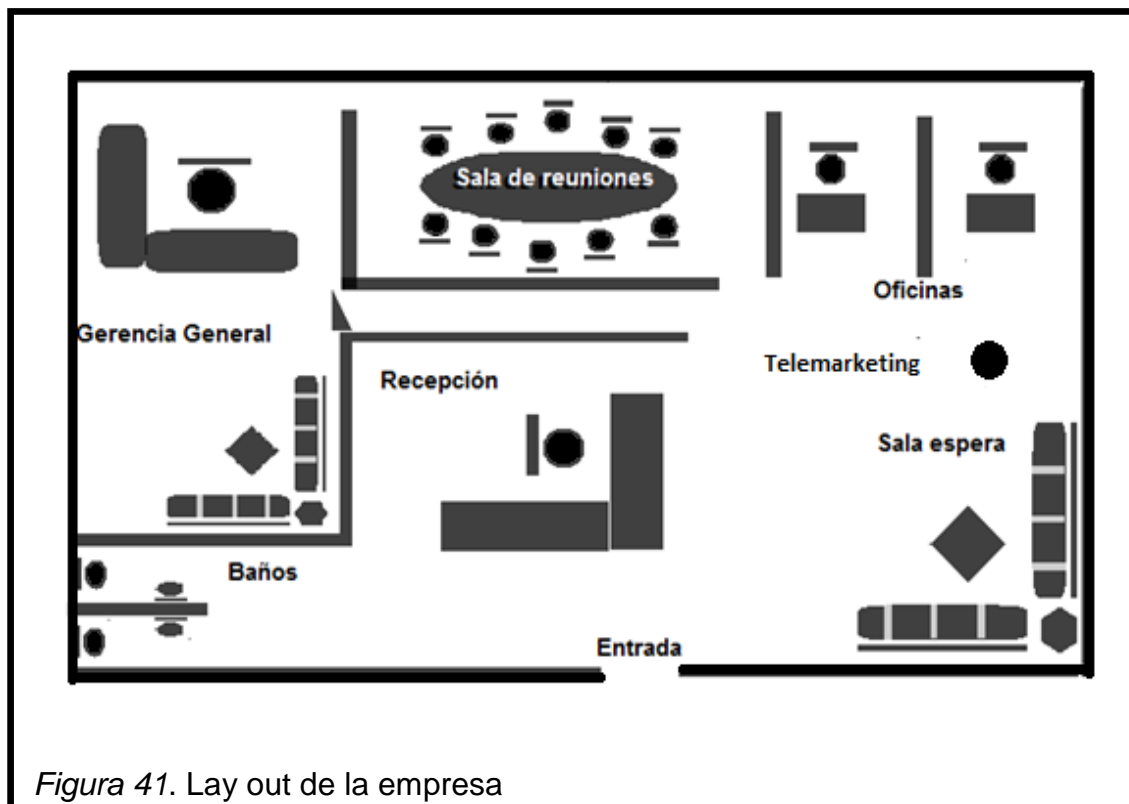 Sala de reuniones
Oficinas
Gerencia General
Telemarketing
Recepción
Sala espera
Baños
Entrada
Figura 41. Lay out de la empresa